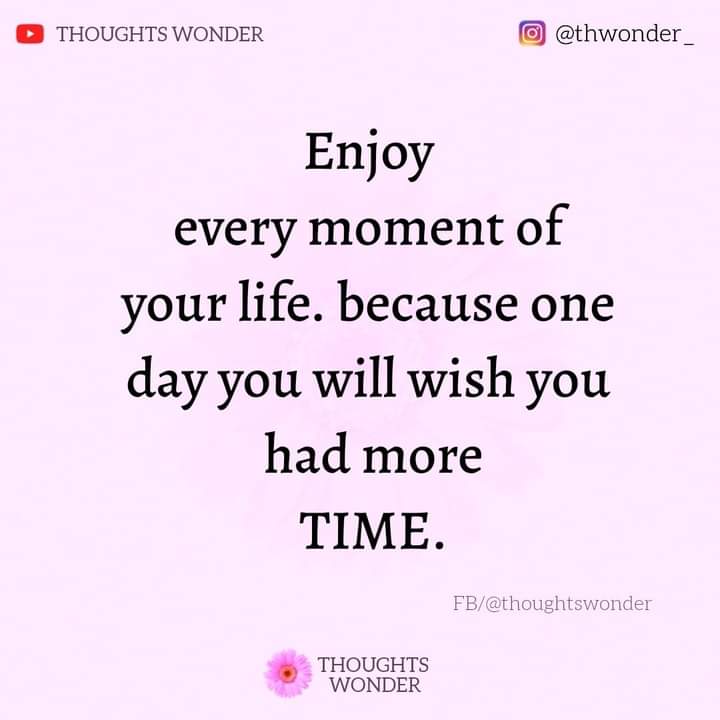 THOUGHTS WONDER
@thwonder_
Enjoy
every moment of
your life. because one
day you will wish you
had more
TIME.
FB/@thoughtswonder
THOUGHTS
WONDER